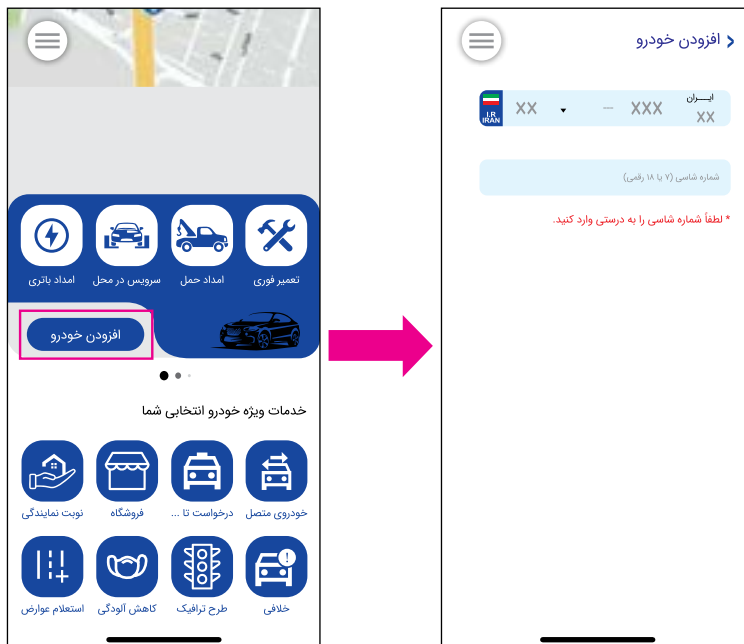 تعمیر فوری
امداد حمل
سرویس در محل
امداد باتری
افزودن خودرو
خدمات ویژه خودرو انتخابی شما
خودروی متصل
درخواست تا ...
فروشگاه
نوبت نمایندگی
خلافی
طرح ترافیک
کاهش آلودگی
استعلام عوارض
افزودن خودرو
I.R
IRAN
XX
–
XXX
ایـــران
XX
شماره شاسی (۷ یا ۱۸ رقمی)
* لطفاً شماره شاسی را به درستی وارد کنید.